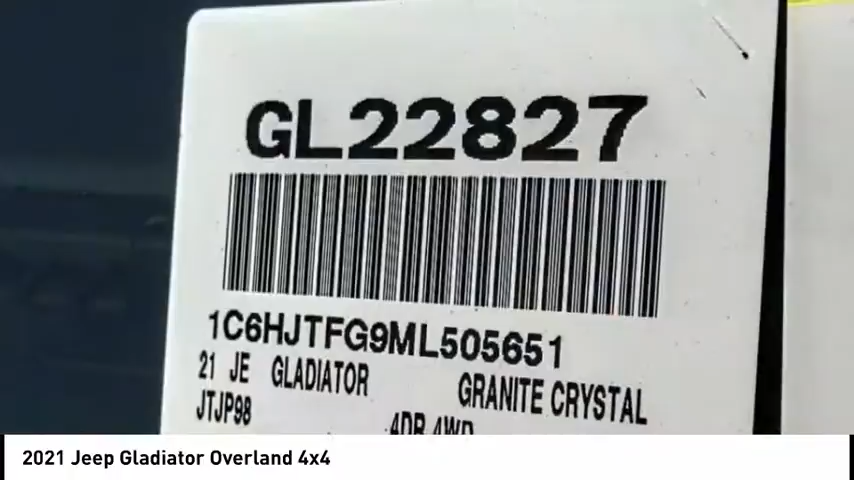 GL22827
1C6HJTFG9ML505651
21 JE GLADIATOR GRANITE CRYSTAL
JTJP98 4DR 4WD
2021 Jeep Gladiator Overland 4x4